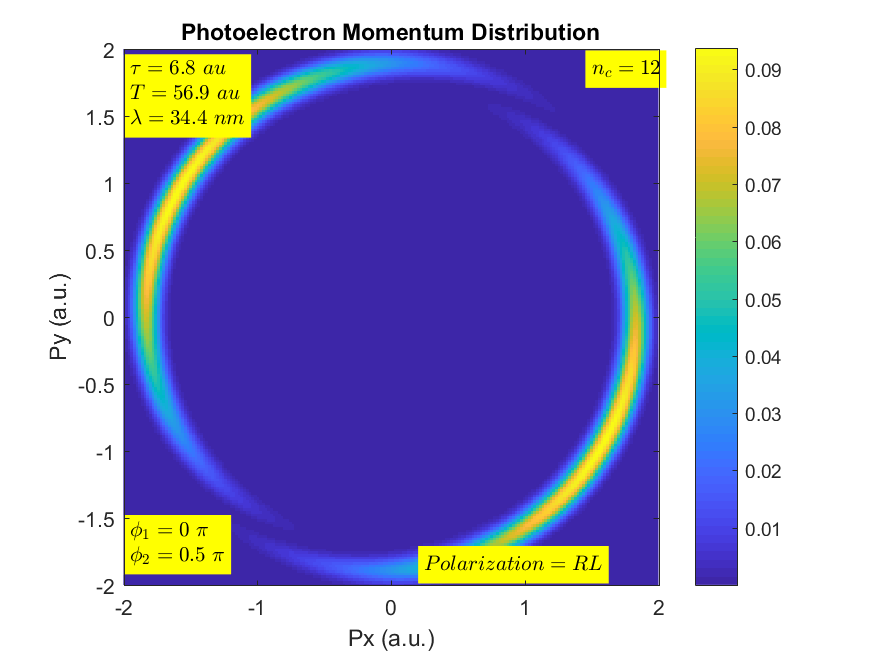 Photoelectron Momentum Distribution
τ = 6.8 au
T = 56.9 au
λ = 34.4 nm
n_c = 12
ϕ₁ = 0 π
ϕ₂ = 0.5 π
Polarization = RL
2
1.5
1
0.5
0
-0.5
-1
-1.5
-2
Py (a.u.)
-2
-1
0
1
2
Px (a.u.)
0.09
0.08
0.07
0.06
0.05
0.04
0.03
0.02
0.01